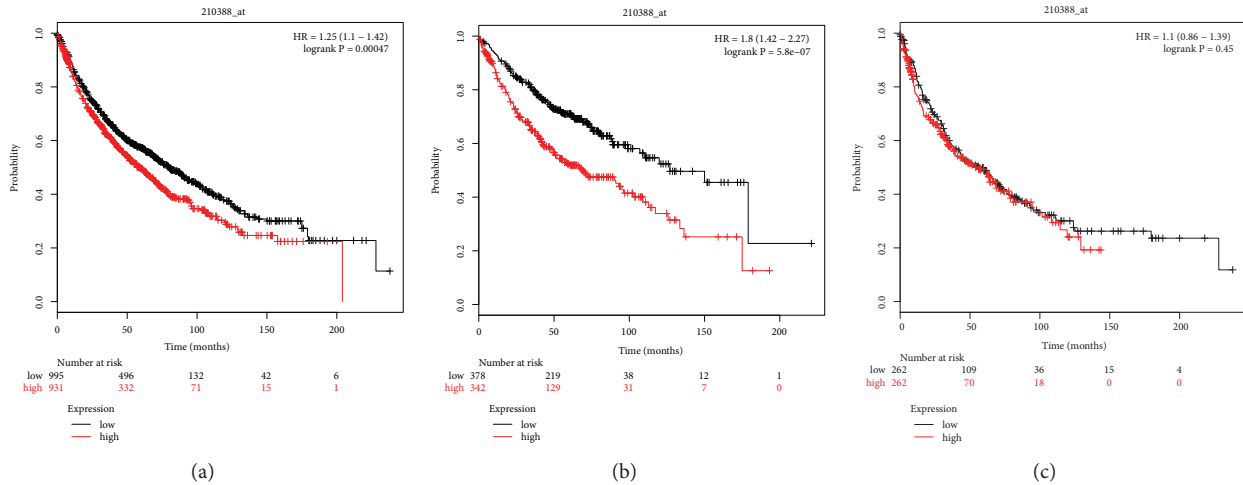 210388_at
HR = 1.25 (1.1 – 1.42)
logrank P = 0.00047
Probability
1.0
0.8
0.6
0.4
0.2
0.0
0 50 100 150 200
Time (months)
Number at risk
low 995 496 132 42 6
high 931 332 71 15 1
Expression
low
high
(a)
210388_at
HR = 1.8 (1.42 – 2.27)
logrank P = 5.8e–07
Probability
1.0
0.8
0.6
0.4
0.2
0.0
0 50 100 150 200
Time (months)
Number at risk
low 378 219 38 12 1
high 342 129 31 7 0
Expression
low
high
(b)
210388_at
HR = 1.1 (0.86 – 1.39)
logrank P = 0.45
Probability
1.0
0.8
0.6
0.4
0.2
0.0
0 50 100 150 200
Time (months)
Number at risk
low 262 109 36 15 4
high 262 70 18 0 0
Expression
low
high
(c)